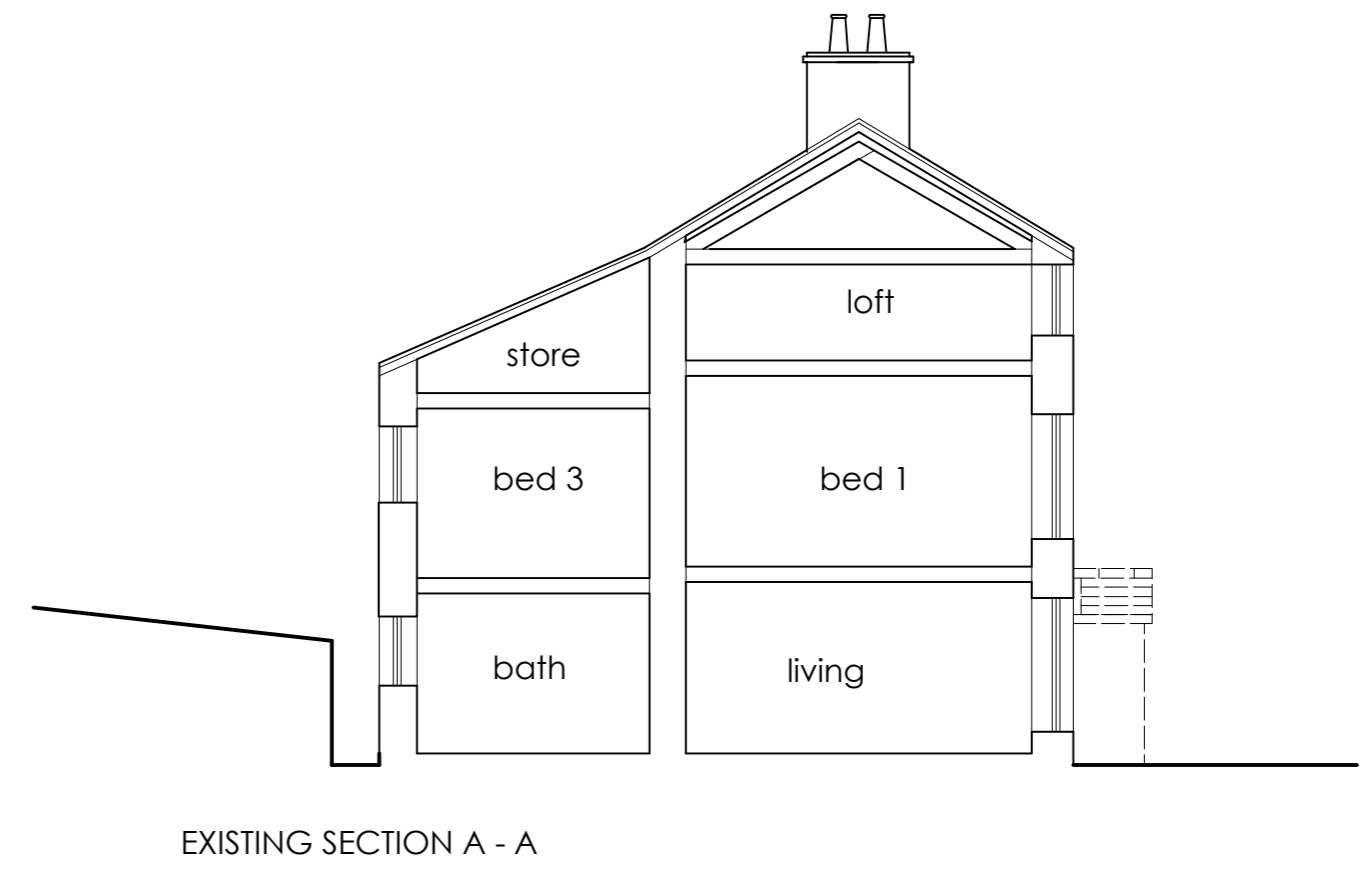 loft
store
bed 3
bed 1
bath
living
EXISTING SECTION A - A